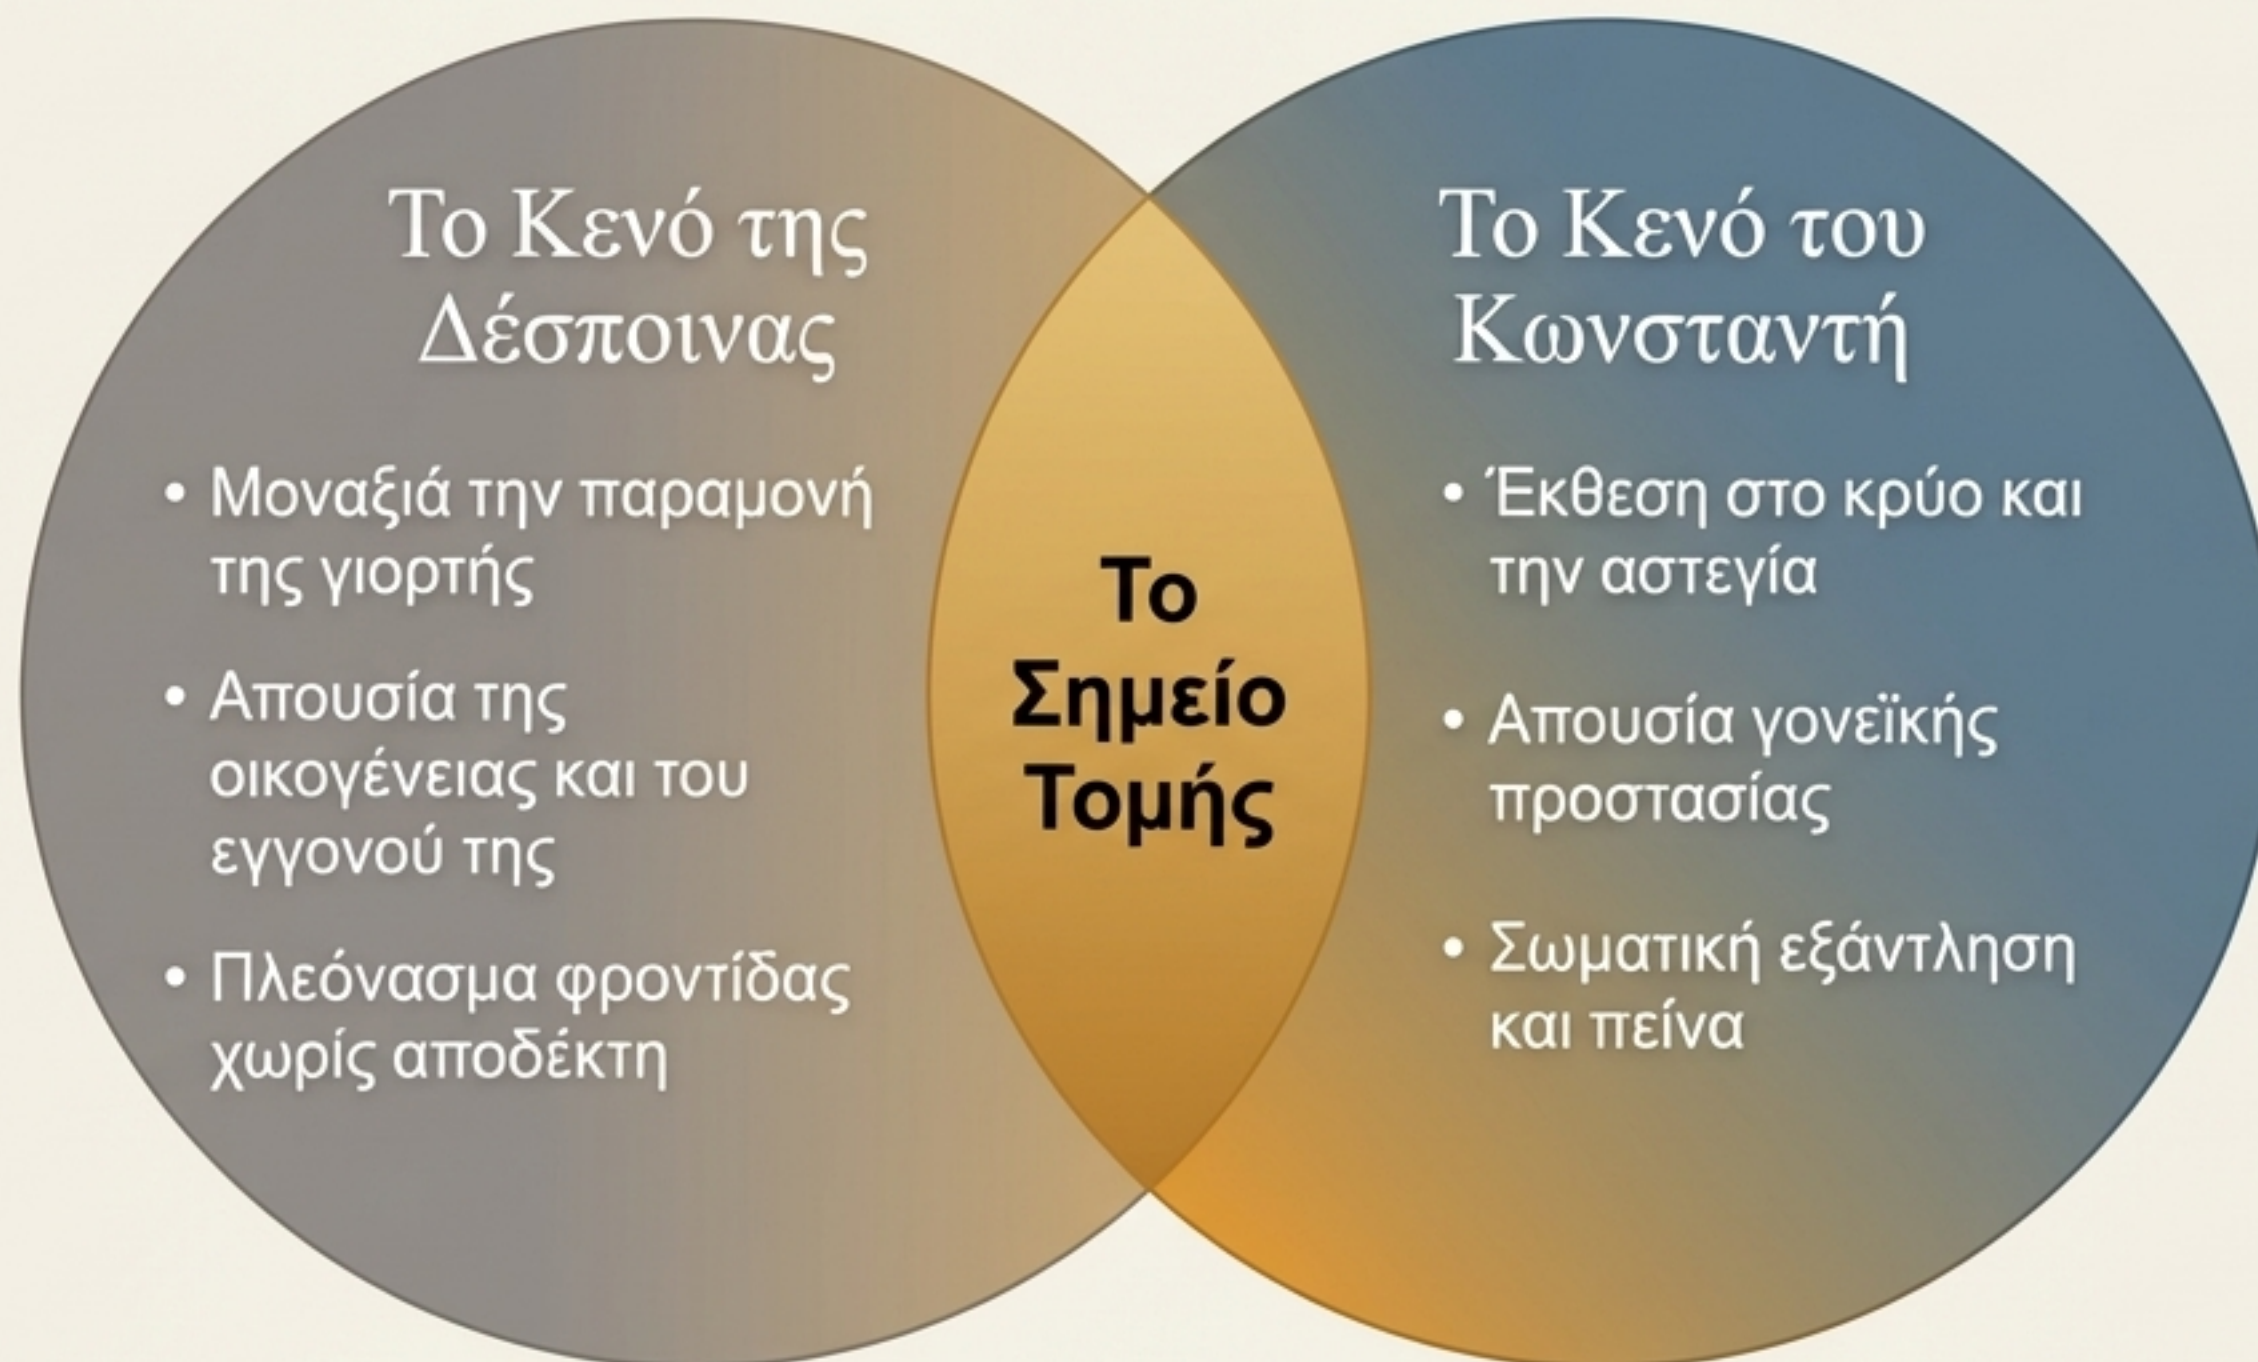 Το Κενό της
Δέσποινας
• Μοναξιά την παραμονή
της γιορτής
• Απουσία της
οικογένειας και του
εγγονού της
• Πλεόνασμα φροντίδας
χωρίς αποδέκτη
Το
Σημείο
Τομής
Το Κενό του
Κωνσταντή
• Έκθεση στο κρύο και
την αστεγία
• Απουσία γονεϊκής
προστασίας
• Σωματική εξάντληση
και πείνα